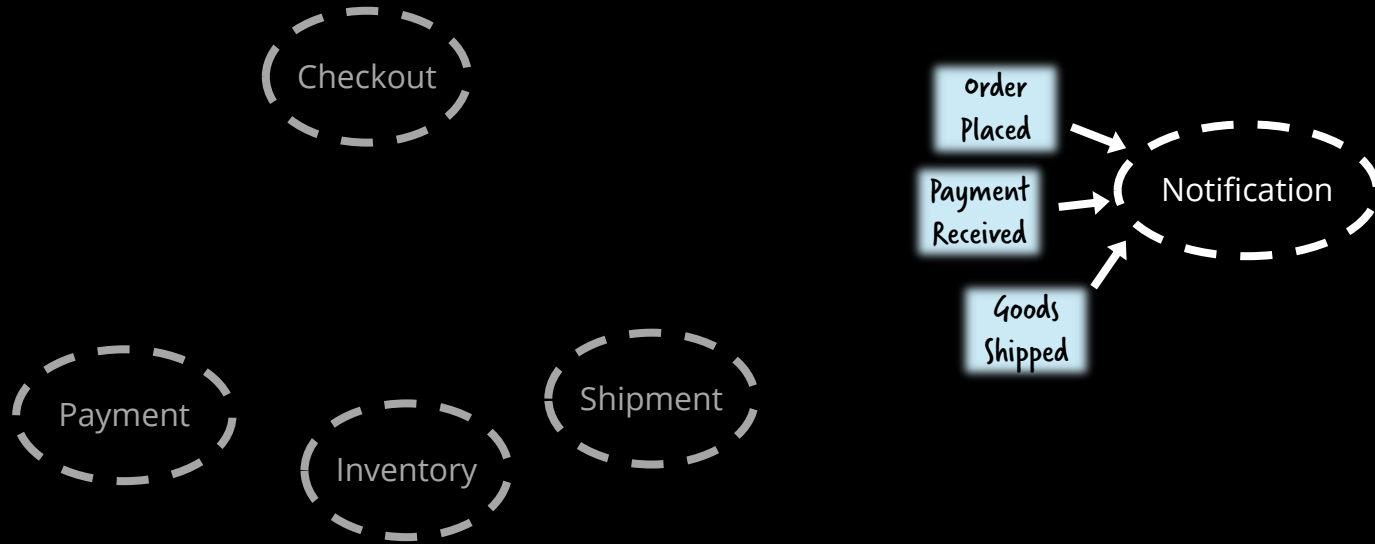 Checkout
Order
Placed
Payment
Received
Notification
Goods
Shipped
Payment
Inventory
Shipment